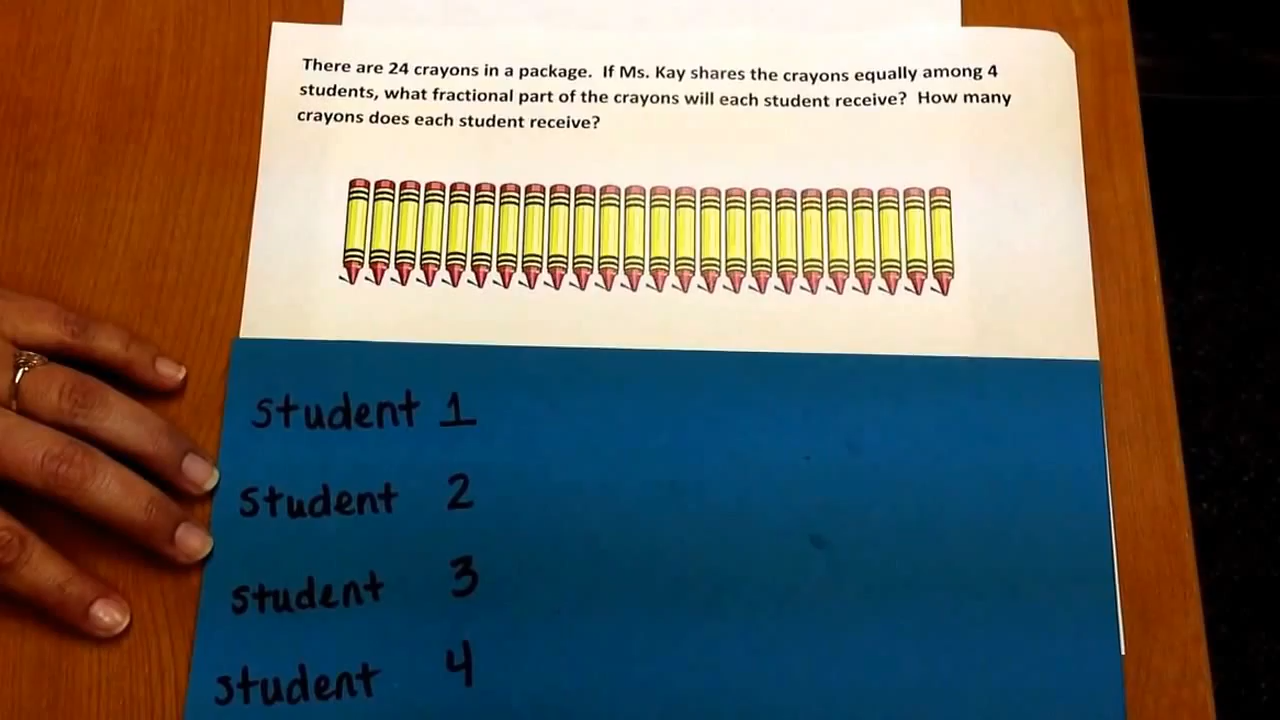 There are 24 crayons in a package. If Ms. Kay shares the crayons equally among 4
students, what fractional part of the crayons will each student receive? How many
crayons does each student receive?
student 1
student 2
student 3
student 4